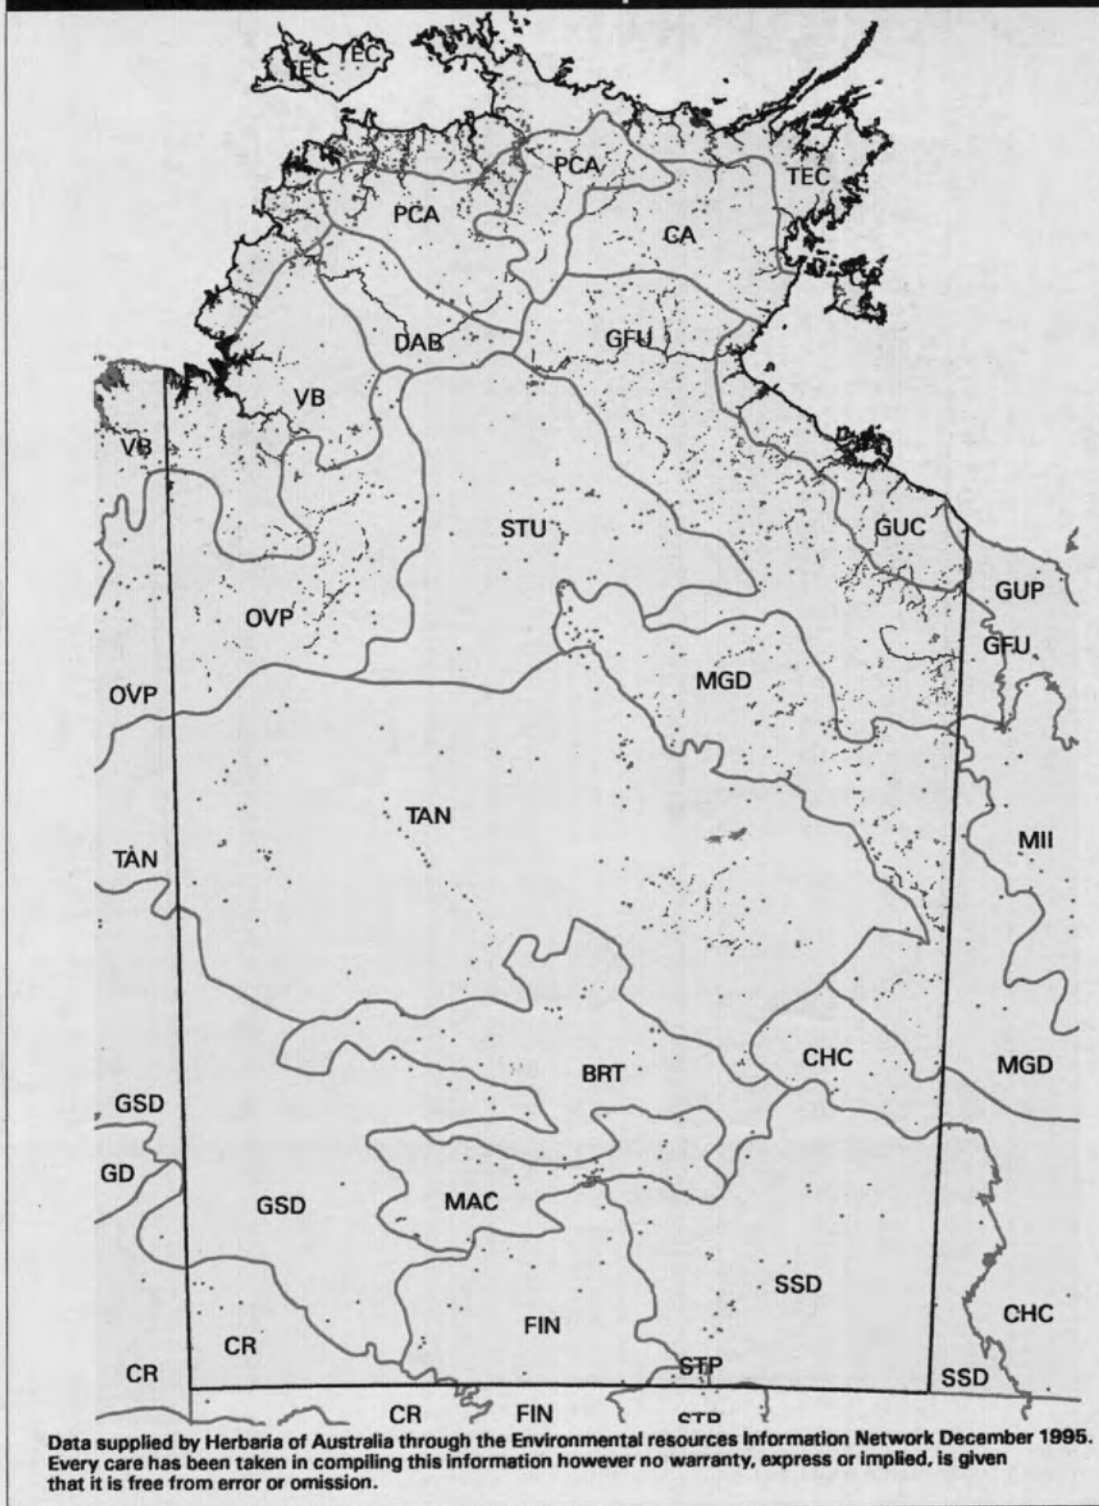 TEC TEC
PCA
TEC
PCA
CA
CA
GFU
DAB
VB
VB
STU
GUC
GUP
OVP
GFU
MGD
OVP
TAN
MII
TAN
CHC
MGD
BRT
GSD
GD
MAC
GSD
SSD
CHC
FIN
CR
STP
CR
SSD
CR FIN STP
Data supplied by Herbaria of Australia through the Environmental resources Information Network December 1995.
Every care has been taken in compiling this information however no warranty, express or implied, is given
that it is free from error or omission.